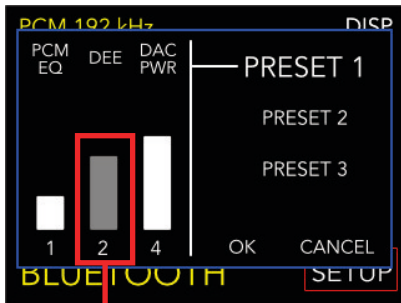 PCM 192 kHz DISP
PCM EQ DEE DAC PWR PRESET 1
PRESET 2
PRESET 3
1 2 4 OK CANCEL
BLUETOOTH SETUP